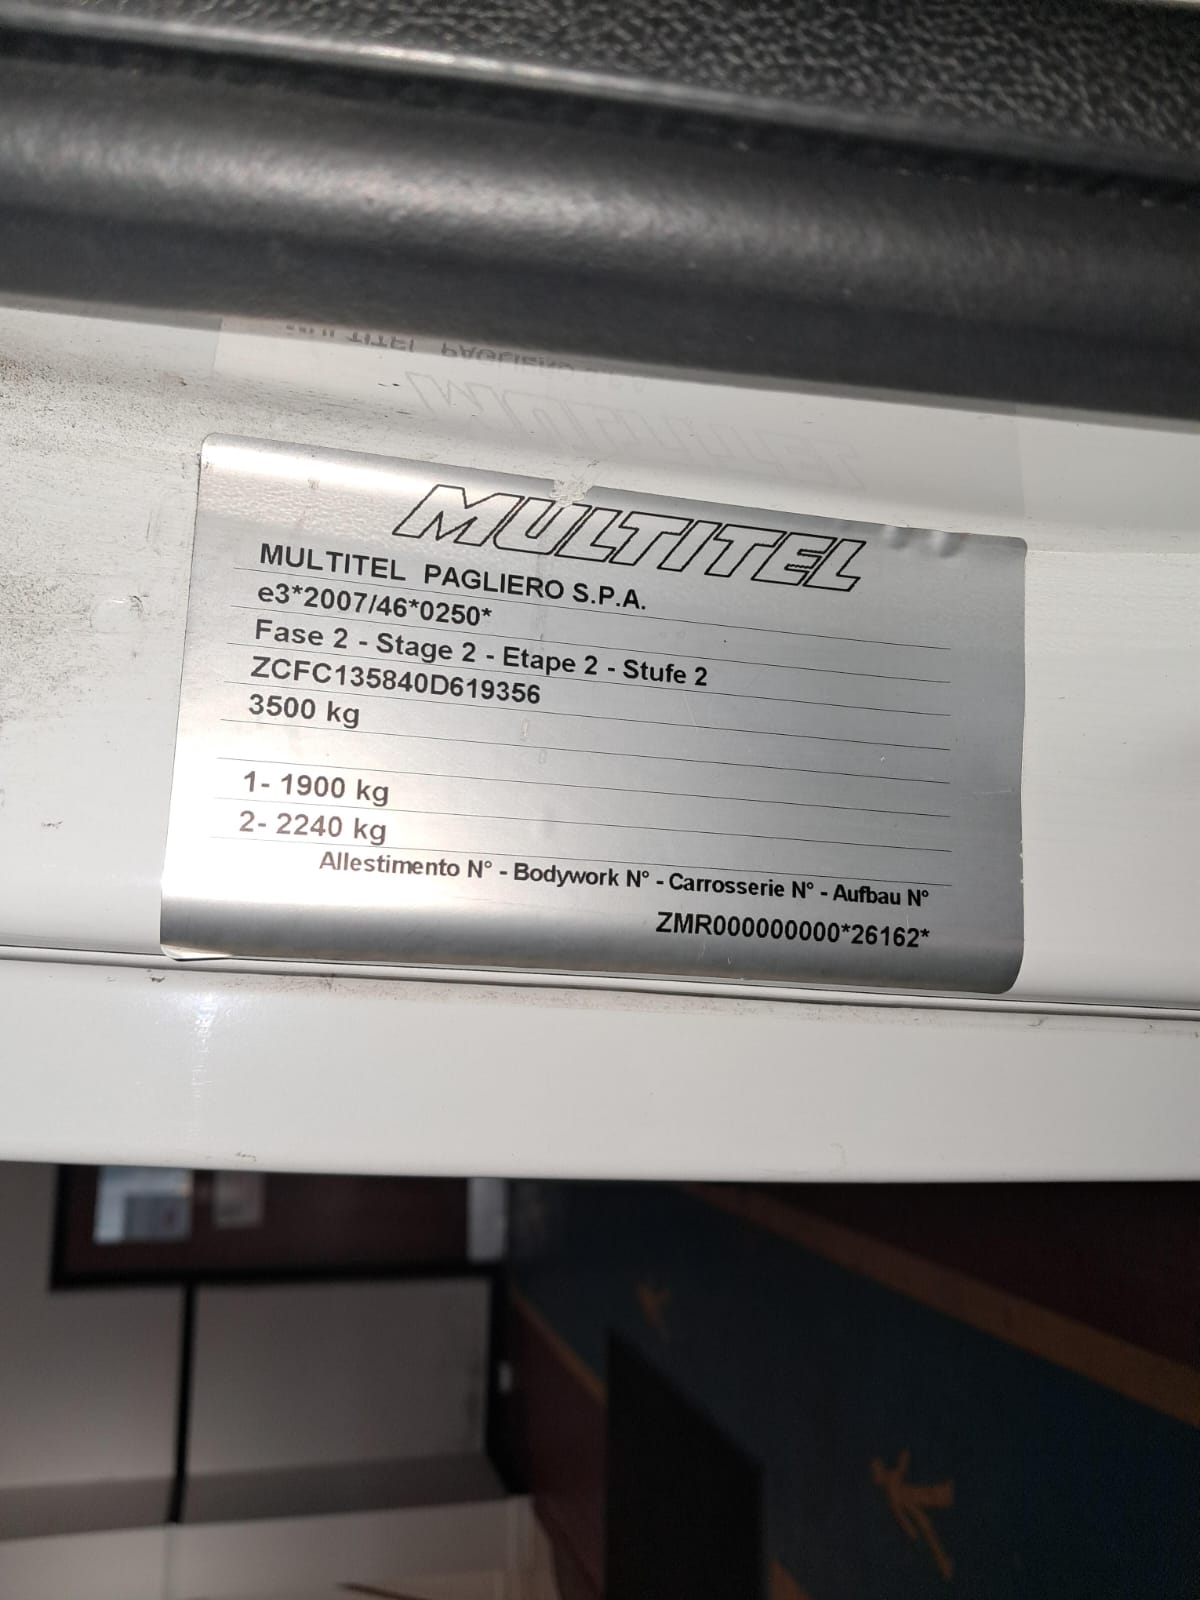 MULTITEL
MULTITEL PAGLIERO S.P.A.
e3*2007/46*0250*
Fase 2 - Stage 2 - Etape 2 - Stufe 2
ZCFC135840D619356
3500 kg
1- 1900 kg
2- 2240 kg
Allestimento N° - Bodywork N° - Carrosserie N° - Aufbau N°
ZMR000000000*26162*